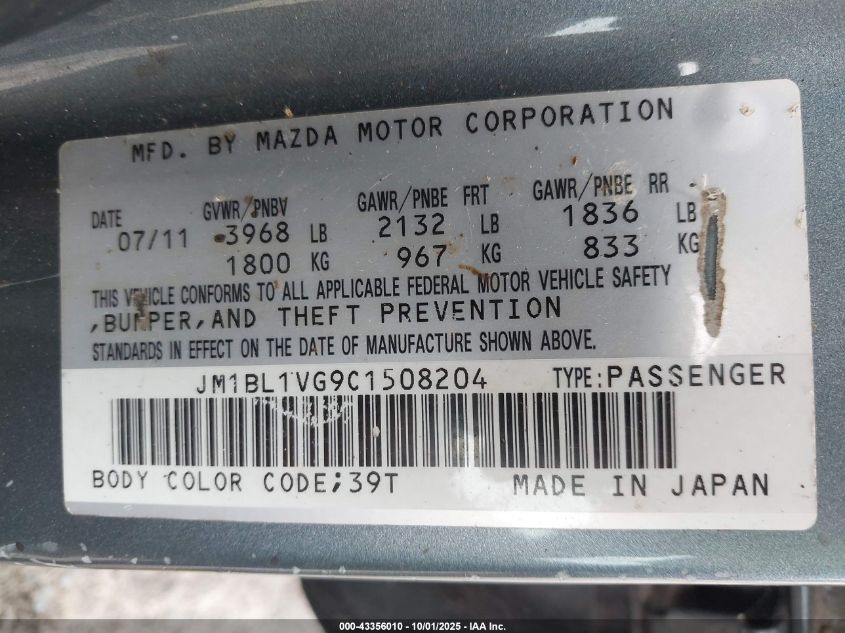 MFD. BY MAZDA MOTOR CORPORATION
DATE GVWR/PNBV GAWR/PNBE FRT GAWR/PNBE RR
07/11 3968 LB 2132 LB 1836 LB
1800 KG 967 KG 833 KG
THIS VEHICLE CONFORMS TO ALL APPLICABLE FEDERAL MOTOR VEHICLE SAFETY
,BUMPER,AND THEFT PREVENTION
STANDARDS IN EFFECT ON THE DATE OF MANUFACTURE SHOWN ABOVE.
JM1BL1VG9C1508204 TYPE:PASSENGER
BODY COLOR CODE;39T MADE IN JAPAN
000-43356010 - 10/01/2025 - IAA Inc.